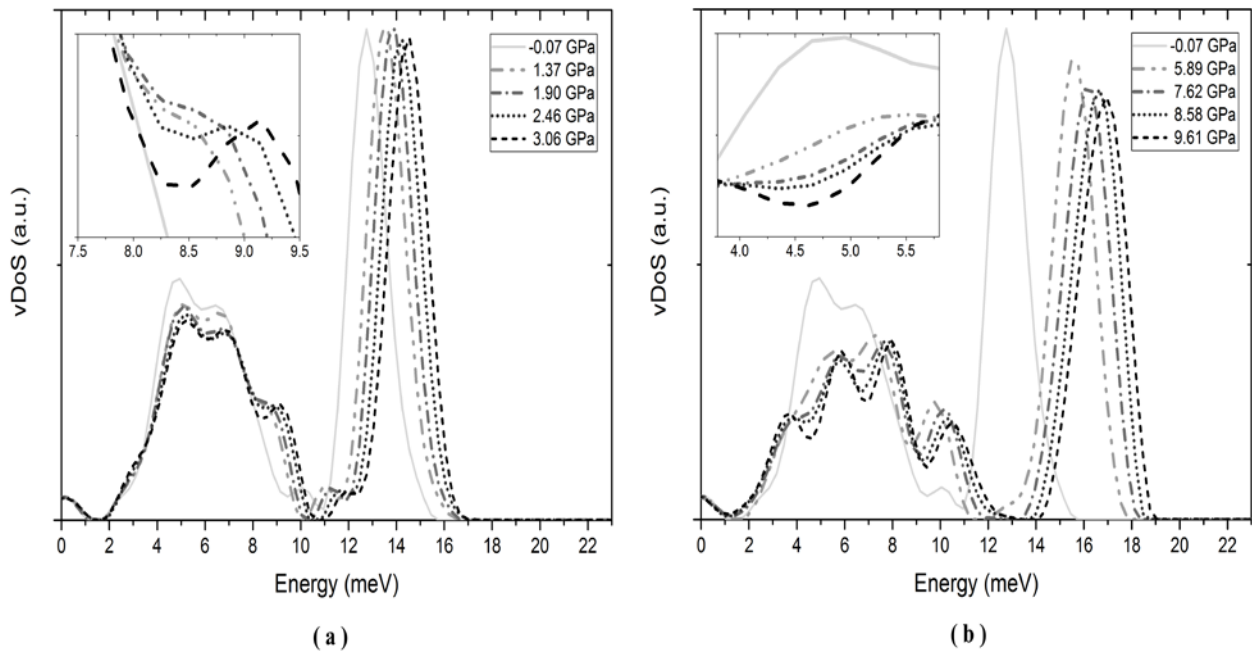 -0.07 GPa
1.37 GPa
1.90 GPa
2.46 GPa
3.06 GPa
7.5 8.0 8.5 9.0 9.5
vDoS (a.u.)
0 2 4 6 8 10 12 14 16 18 20 22
Energy (meV)
( a )
-0.07 GPa
5.89 GPa
7.62 GPa
8.58 GPa
9.61 GPa
4.0 4.5 5.0 5.5
vDoS (a.u.)
0 2 4 6 8 10 12 14 16 18 20 22
Energy (meV)
( b )